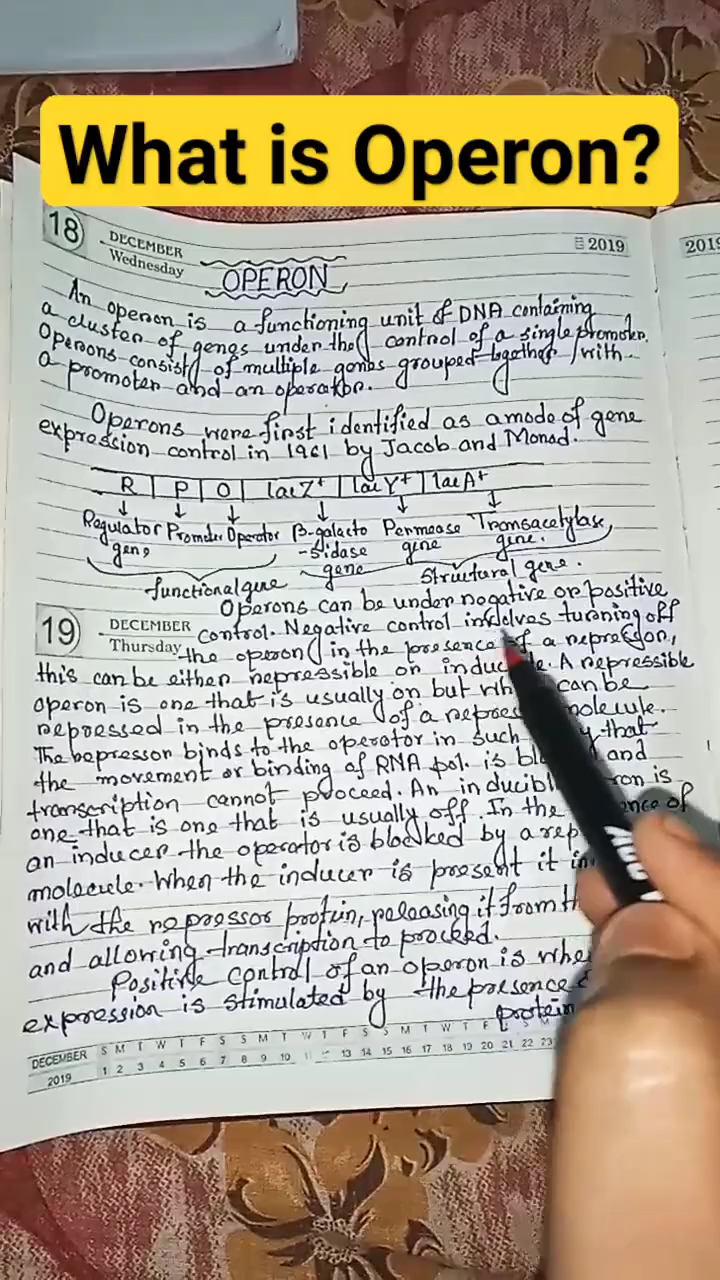 What is Operon?
18
DECEMBER
Wednesday
2019
2019
OPERON
An operon is a functioning unit of DNA containing
a cluster of genes under the control of a single promoter.
Operons consist of multiple genes grouped together with
a promoter and an operator.
Operons were first identified as a mode of gene
expression control in 1961 by Jacob and Monad.
R P O lacZ+ lacY+ lacA+
Regulator Promoter Operator β-galacto Permease Transacetylase
gene -sidase gene gene.
gene
functional gene Structural gene.
Operons can be under negative or positive
19
DECEMBER
Thursday
control. Negative control involves turning off
the operon in the presence of a repressor,
this can be either repressible or
A repressible
operon is one that is usually on but can be
repressed in the presence of a
The repressor binds to the operator in such that
the movement or binding of RNA pol. is and
transcription cannot proceed. An is
one that is one that is usually off. In the of
an inducer the operator is blocked by a
molecule. When the inducer is present it
with the repressor protein, releasing it from
and allowing transcription to procked.
Positive control of an operon is
expression is stimulated by the presence
protein
DECEMBER
2019
S M T W T F S S M T W T F S S M T W T F S
1 2 3 4 5 6 7 8 9 10 13 14 15 16 17 18 19 20 21 22 23